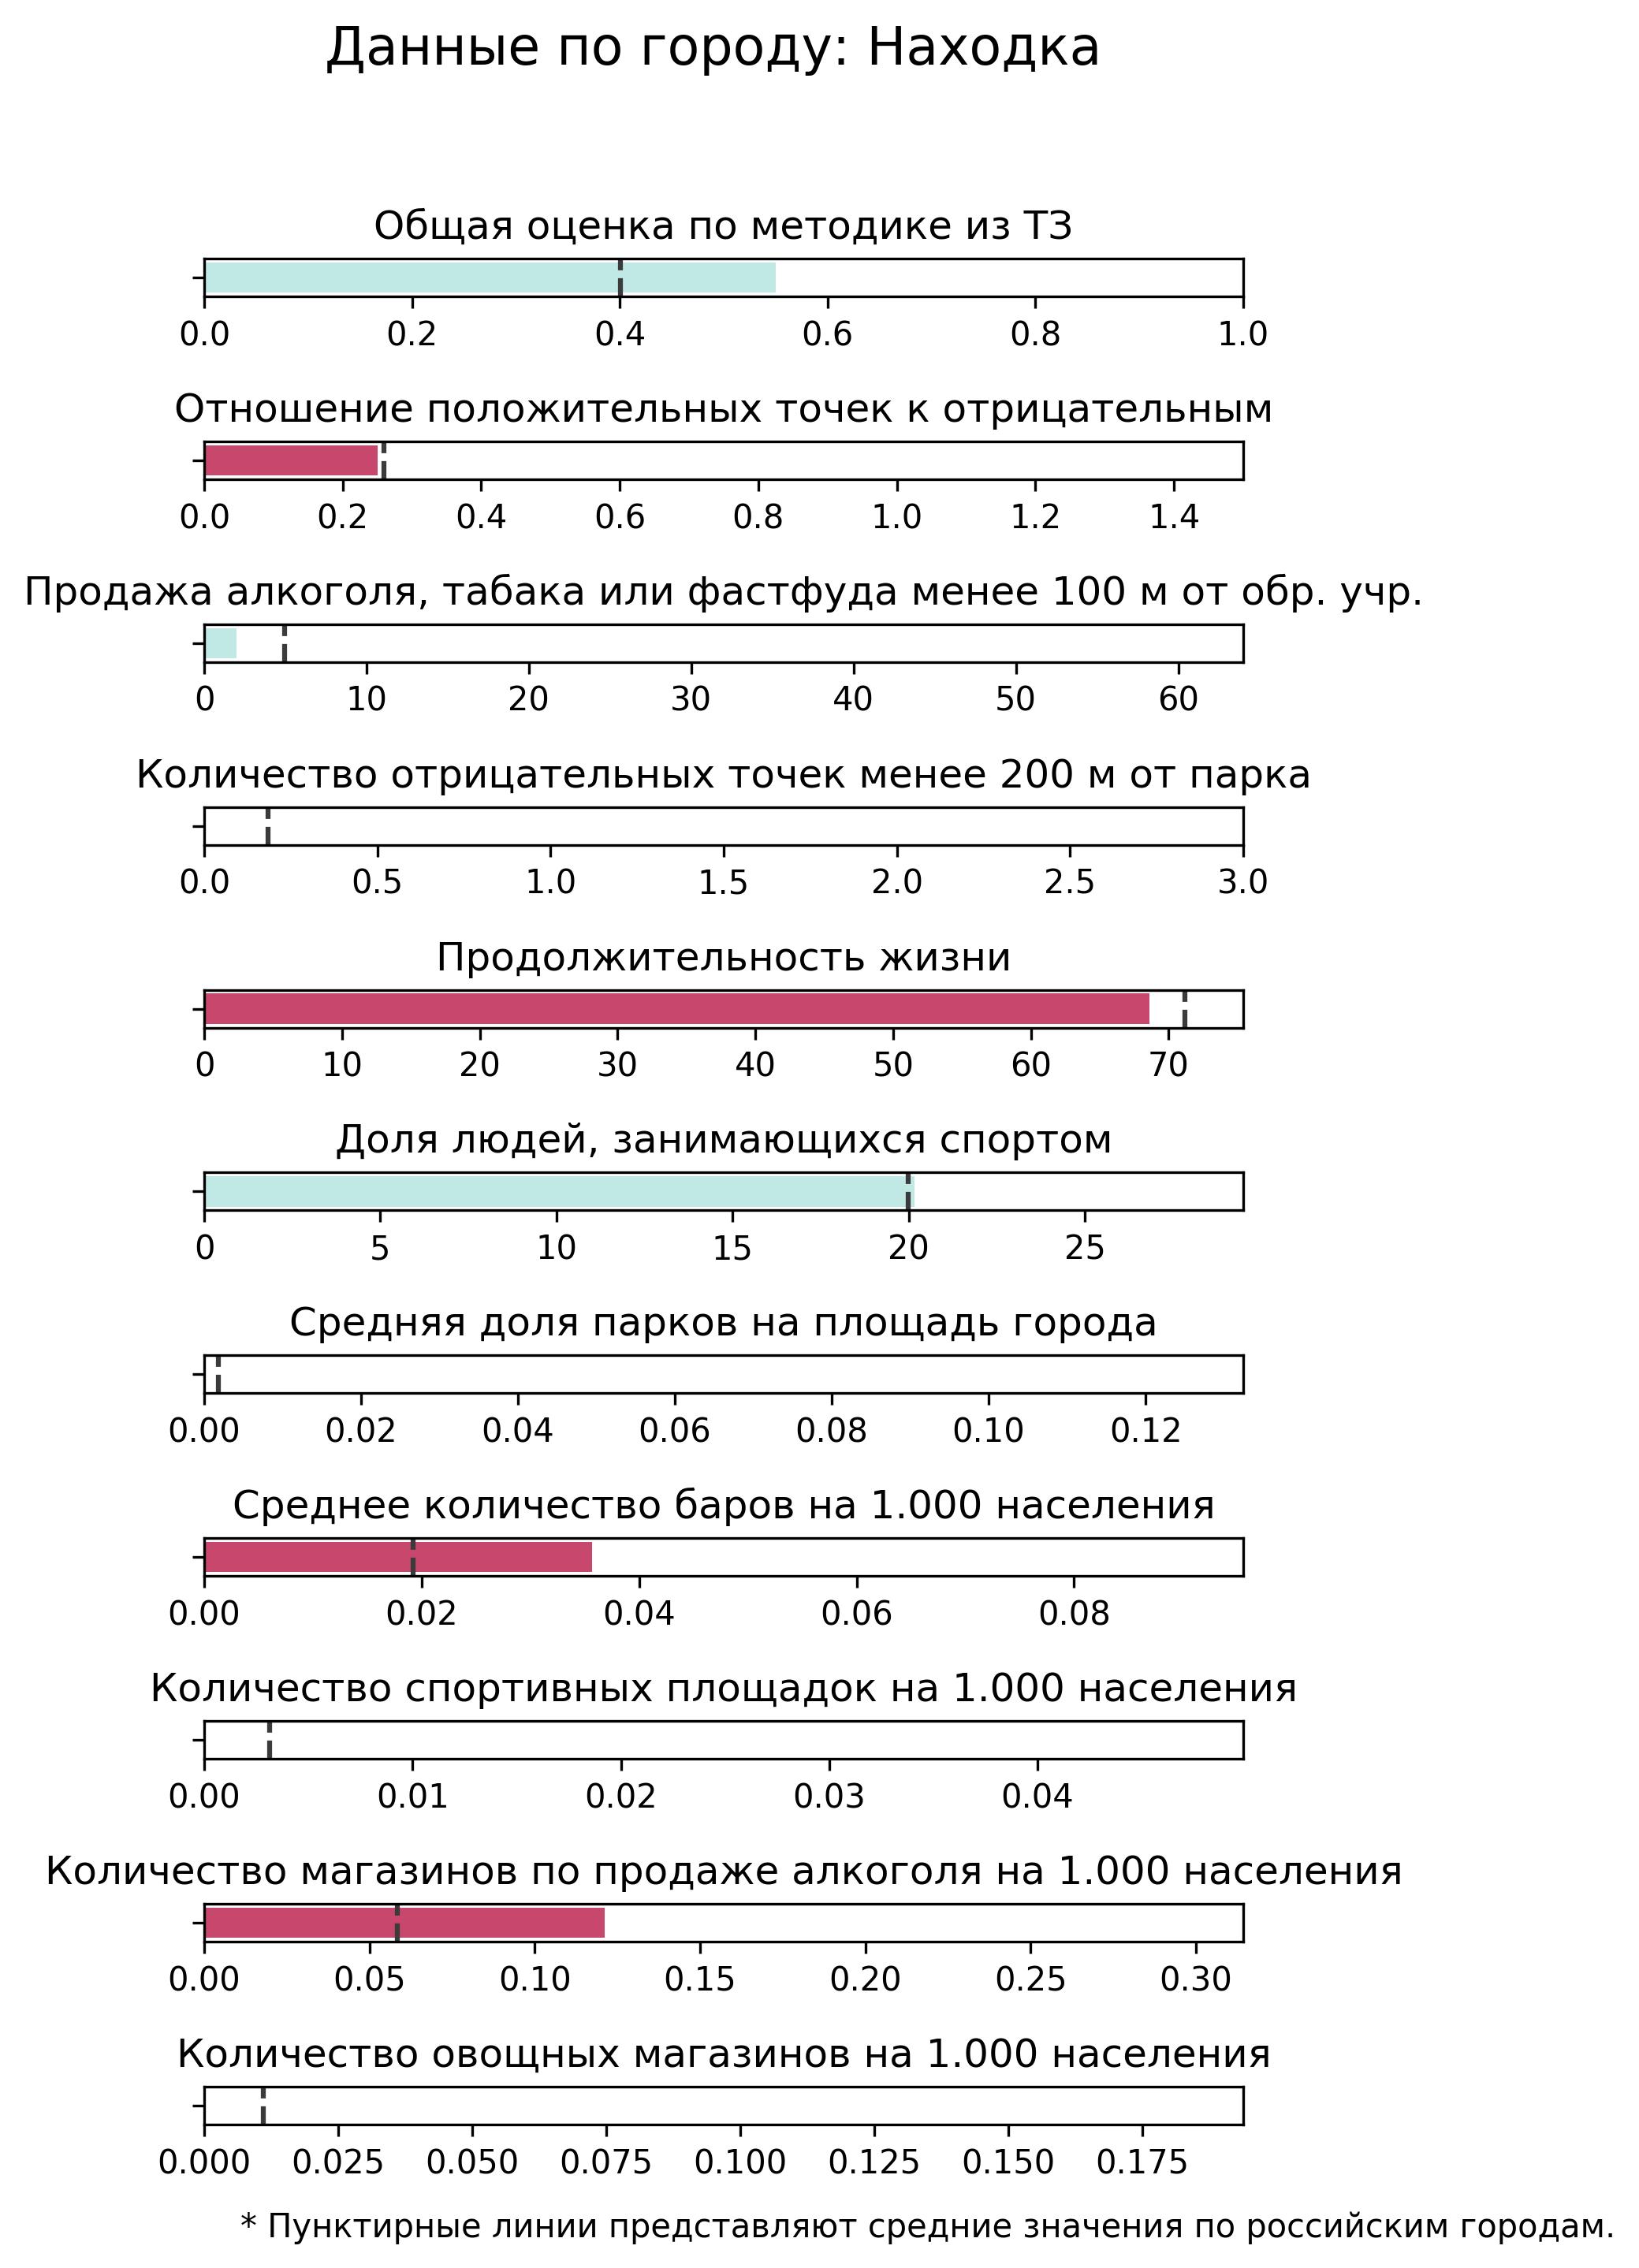 Данные по городу: Находка
Общая оценка по методике из ТЗ
0.0 0.2 0.4 0.6 0.8 1.0
Отношение положительных точек к отрицательным
0.0 0.2 0.4 0.6 0.8 1.0 1.2 1.4
Продажа алкоголя, табака или фастфуда менее 100 м от обр. учр.
0 10 20 30 40 50 60
Количество отрицательных точек менее 200 м от парка
0.0 0.5 1.0 1.5 2.0 2.5 3.0
Продолжительность жизни
0 10 20 30 40 50 60 70
Доля людей, занимающихся спортом
0 5 10 15 20 25
Средняя доля парков на площадь города
0.00 0.02 0.04 0.06 0.08 0.10 0.12
Среднее количество баров на 1.000 населения
0.00 0.02 0.04 0.06 0.08
Количество спортивных площадок на 1.000 населения
0.00 0.01 0.02 0.03 0.04
Количество магазинов по продаже алкоголя на 1.000 населения
0.00 0.05 0.10 0.15 0.20 0.25 0.30
Количество овощных магазинов на 1.000 населения
0.000 0.025 0.050 0.075 0.100 0.125 0.150 0.175
* Пунктирные линии представляют средние значения по российским городам.